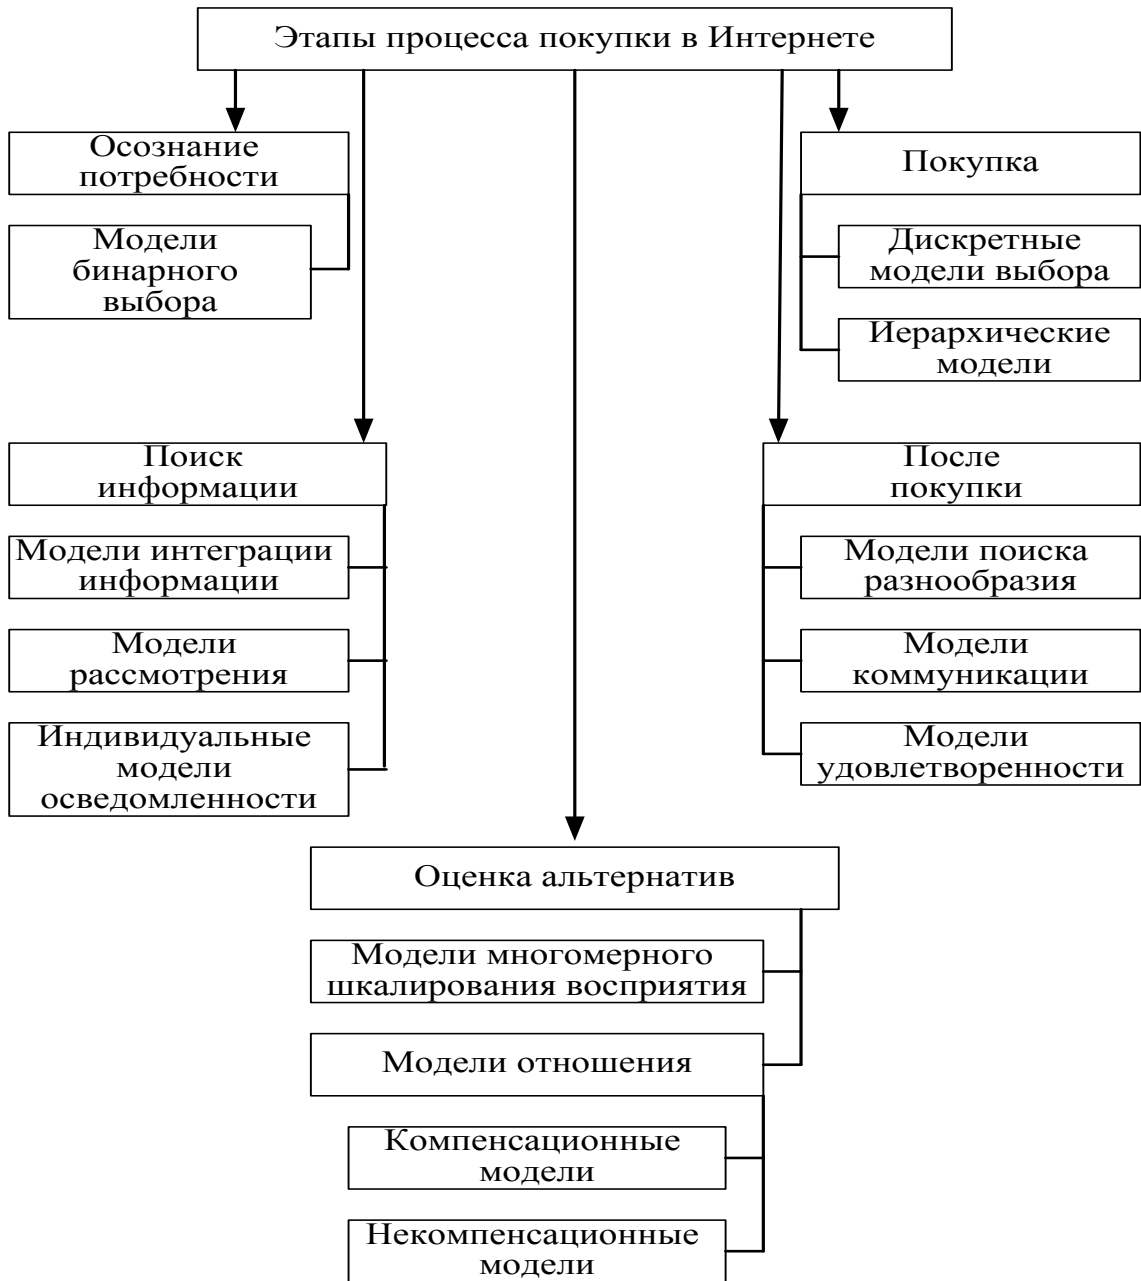 Этапы процесса покупки в Интернете
Осознание
потребности
Модели
бинарного
выбора
Покупка
Дискретные
модели выбора
Иерархические
модели
Поиск
информации
Модели интеграции
информации
Модели
рассмотрения
Индивидуальные
модели
осведомленности
После
покупки
Модели поиска
разнообразия
Модели
коммуникации
Модели
удовлетворенности
Оценка альтернатив
Модели многомерного
шкалирования восприятия
Модели отношения
Компенсационные
модели
Некомпенсационные
модели